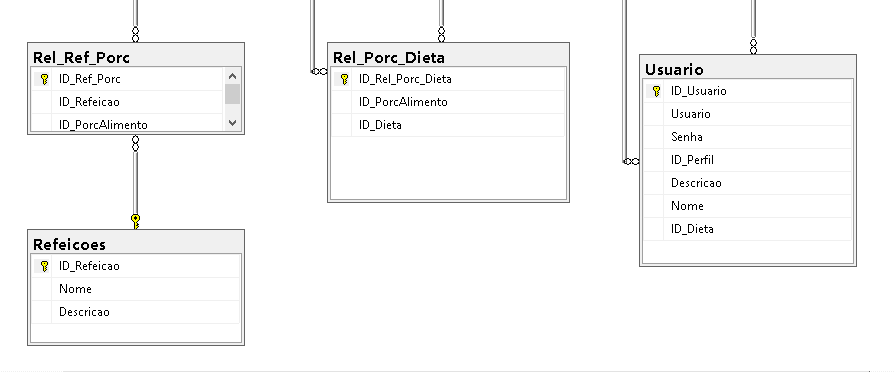 Rel_Ref_Porc
ID_Ref_Porc
ID_Refeicao
ID_PorcAlimento
Rel_Porc_Dieta
ID_Rel_Porc_Dieta
ID_PorcAlimento
ID_Dieta
Usuario
ID_Usuario
Usuario
Senha
ID_Perfil
Descricao
Nome
ID_Dieta
Refeicoes
ID_Refeicao
Nome
Descricao